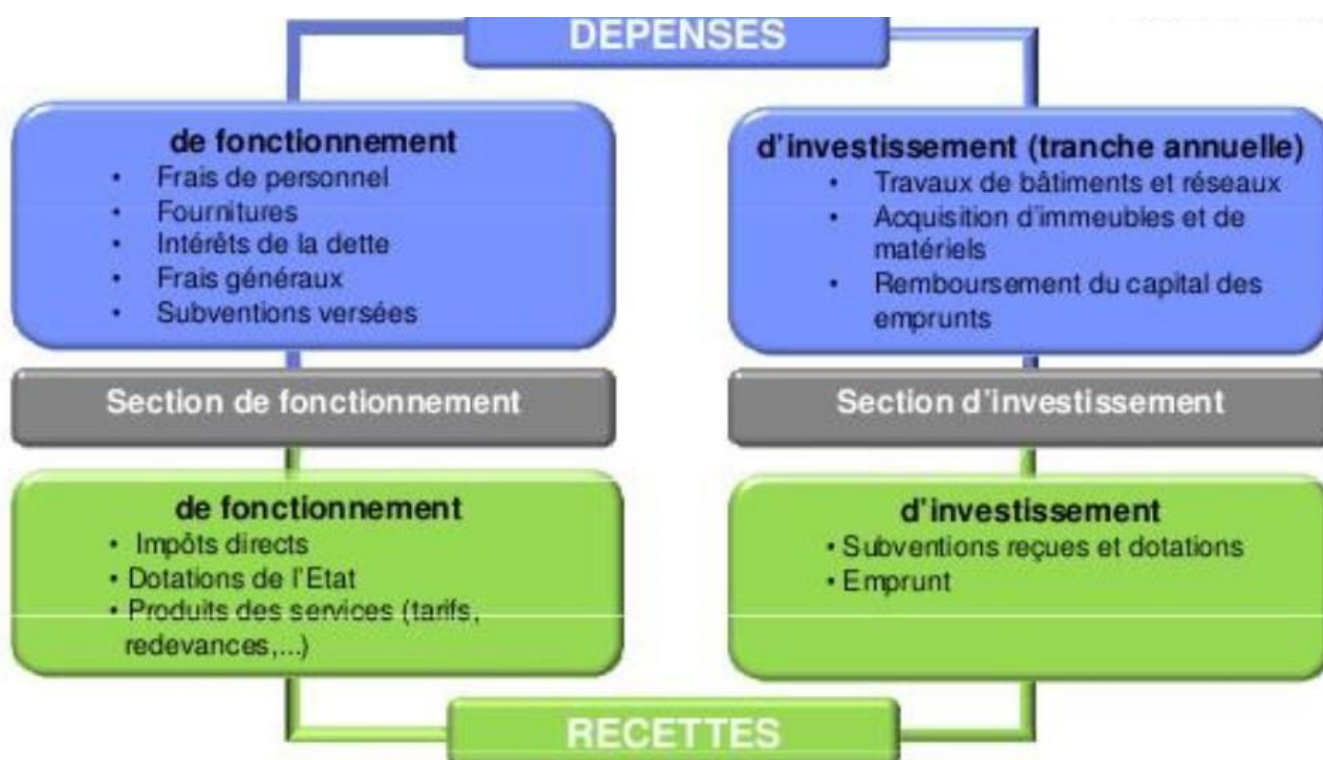 DEPENSES
de fonctionnement
• Frais de personnel
• Fournitures
• Intérêts de la dette
• Frais généraux
• Subventions versées
d'investissement (tranche annuelle)
• Travaux de bâtiments et réseaux
• Acquisition d'immeubles et de
matériels
• Remboursement du capital des
emprunts
Section de fonctionnement
Section d'investissement
de fonctionnement
• Impôts directs
• Dotations de l'Etat
• Produits des services (tarifs,
redevances,...)
d'investissement
• Subventions reçues et dotations
• Emprunt
RECETTES